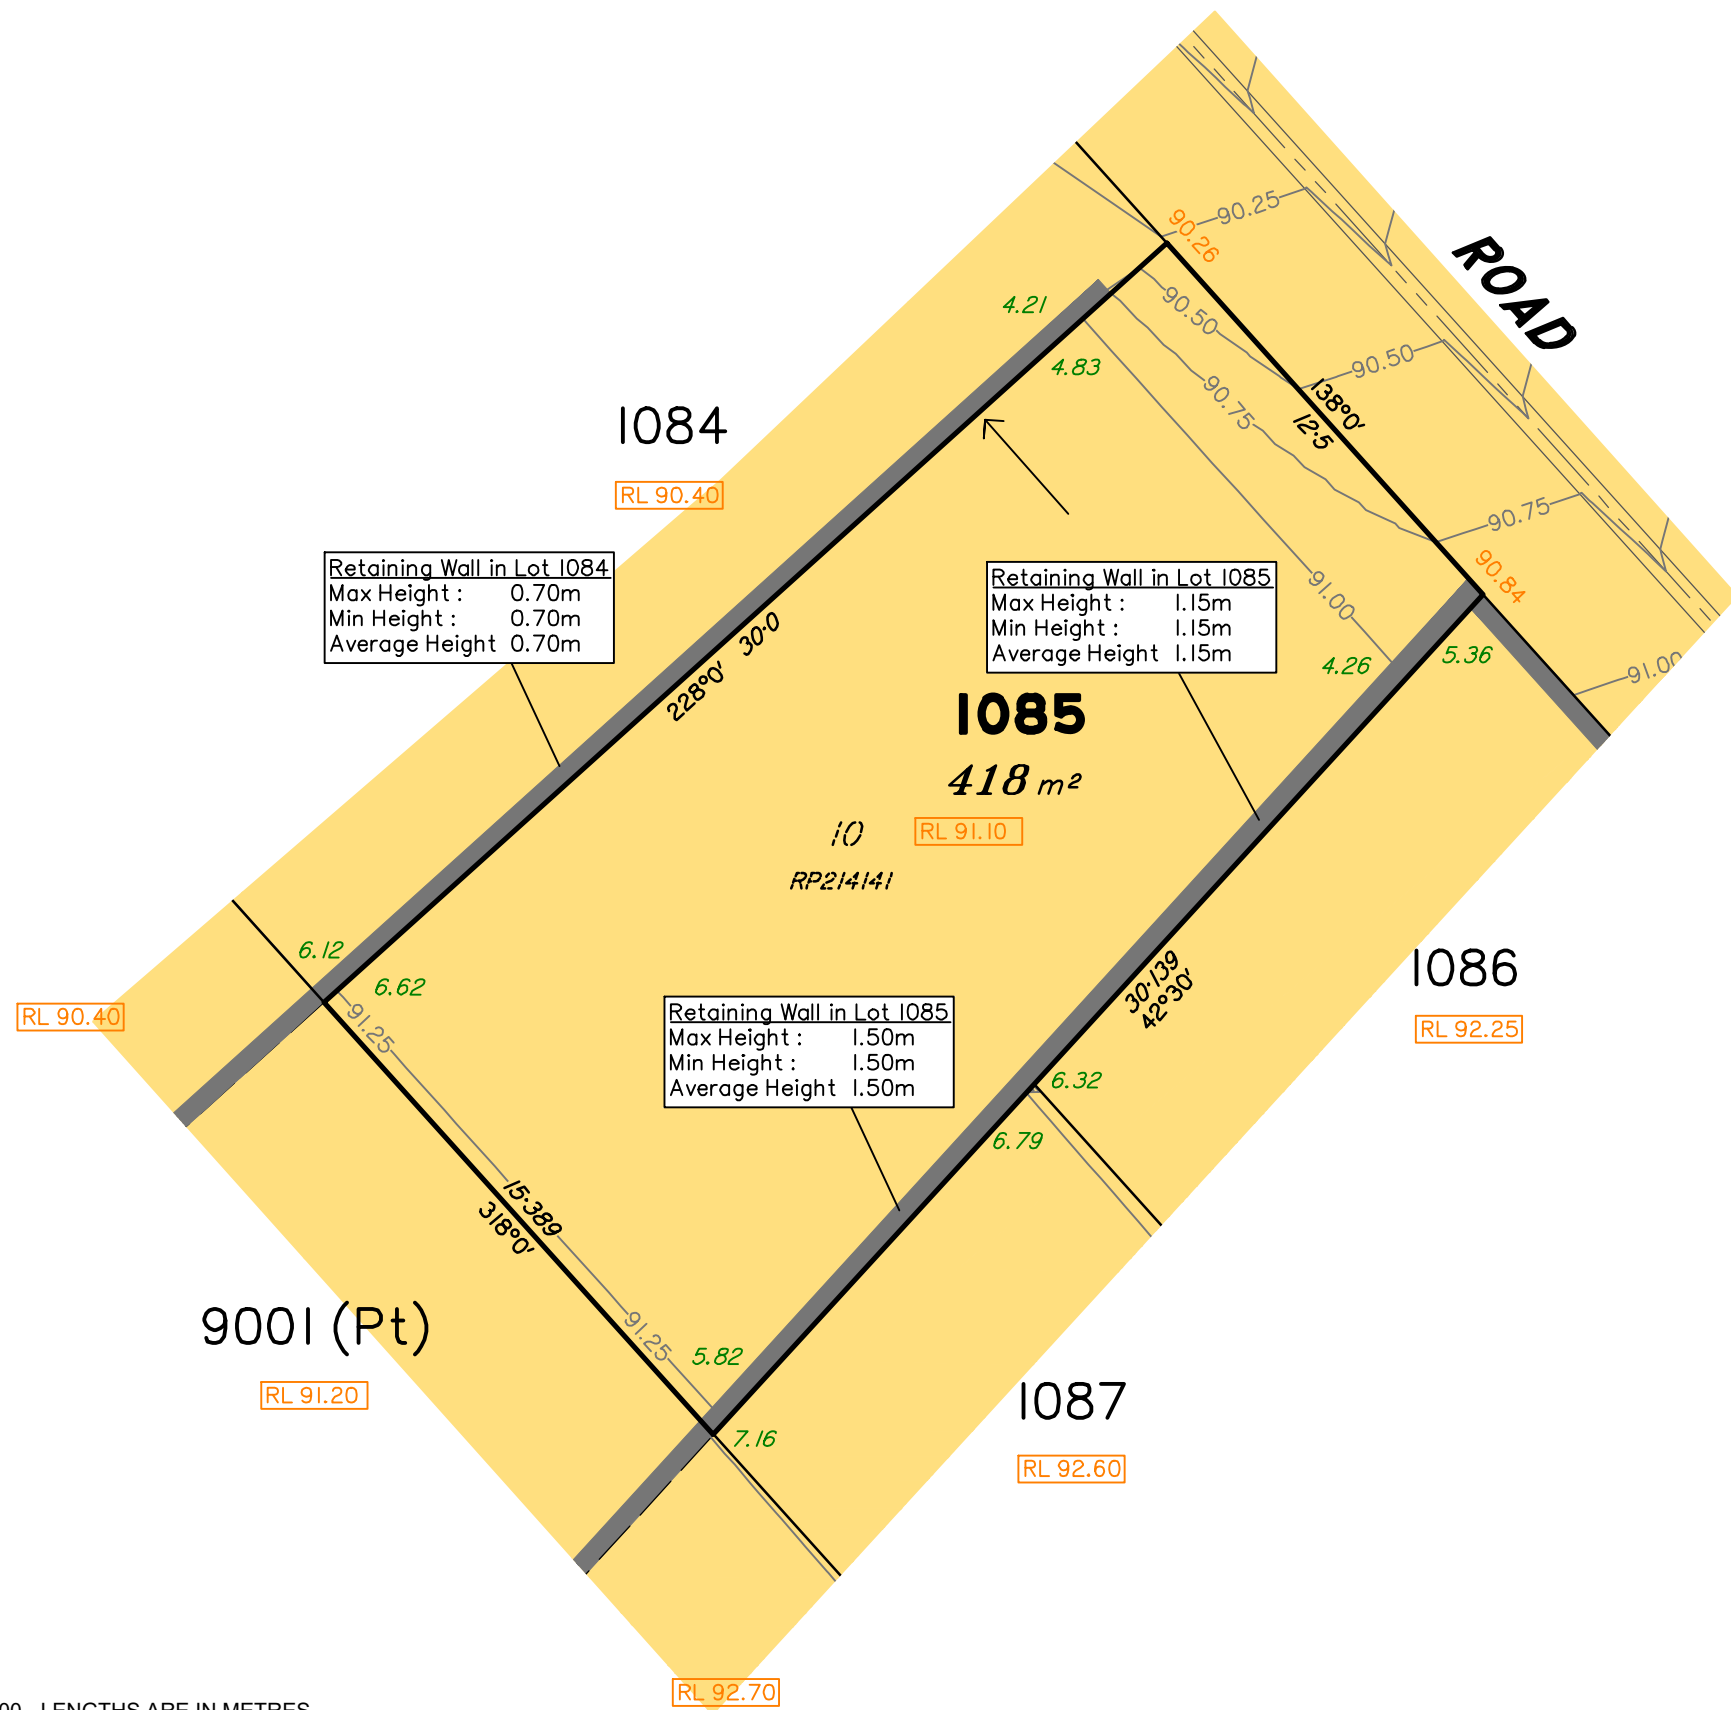 ROAD
90.25
90.26
90.50
90.50
4.21
4.83
90.75
138°0'
12·5
1084
RL 90.40
90.75
90.84
91.00
91.00
Retaining Wall in Lot 1084
Max Height : 0.70m
Min Height : 0.70m
Average Height 0.70m
Retaining Wall in Lot 1085
Max Height : 1.15m
Min Height : 1.15m
Average Height 1.15m
228°0' 30·0
4.26
5.36
1085
418 m²
10
RL 91.10
RP214141
6.12
6.62
1086
RL 92.25
30·139
42°30'
RL 90.40
91.25
Retaining Wall in Lot 1085
Max Height : 1.50m
Min Height : 1.50m
Average Height 1.50m
6.32
6.79
15·389
318°0'
9001 (Pt)
RL 91.20
91.25
5.82
7.16
1087
RL 92.60
RL 92.70
LENGTHS ARE IN METRES